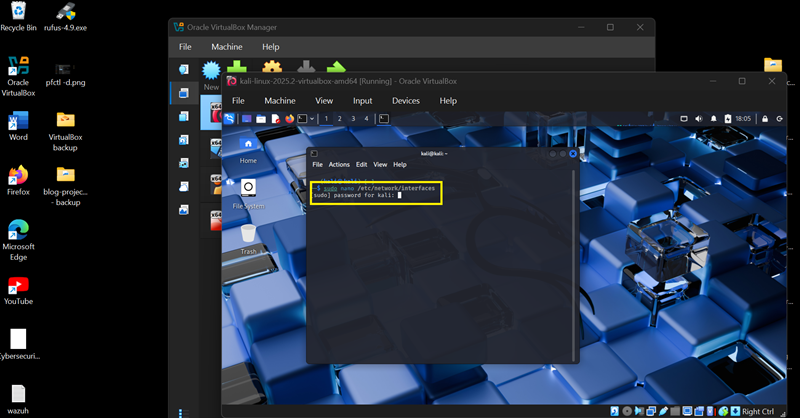 Recycle Bin
rufus-4.9.exe
Oracle
VirtualBox
pfctl -d.png
Word
VirtualBox
backup
Firefox
blog-projec...
- backup
Microsoft
Edge
YouTube
Cybersecuri...
wazuh
Oracle VirtualBox Manager
File Machine Help
New
x64
x64
x64
x64
kali-linux-2025.2-virtualbox-amd64 [Running] - Oracle VirtualBox
File Machine View Input Devices Help
1 2 3 4
18:05
Home
File System
Trash
kali@kali: ~
File Actions Edit View Help
~$ sudo nano /etc/network/interfaces
sudo] password for kali:
Right Ctrl